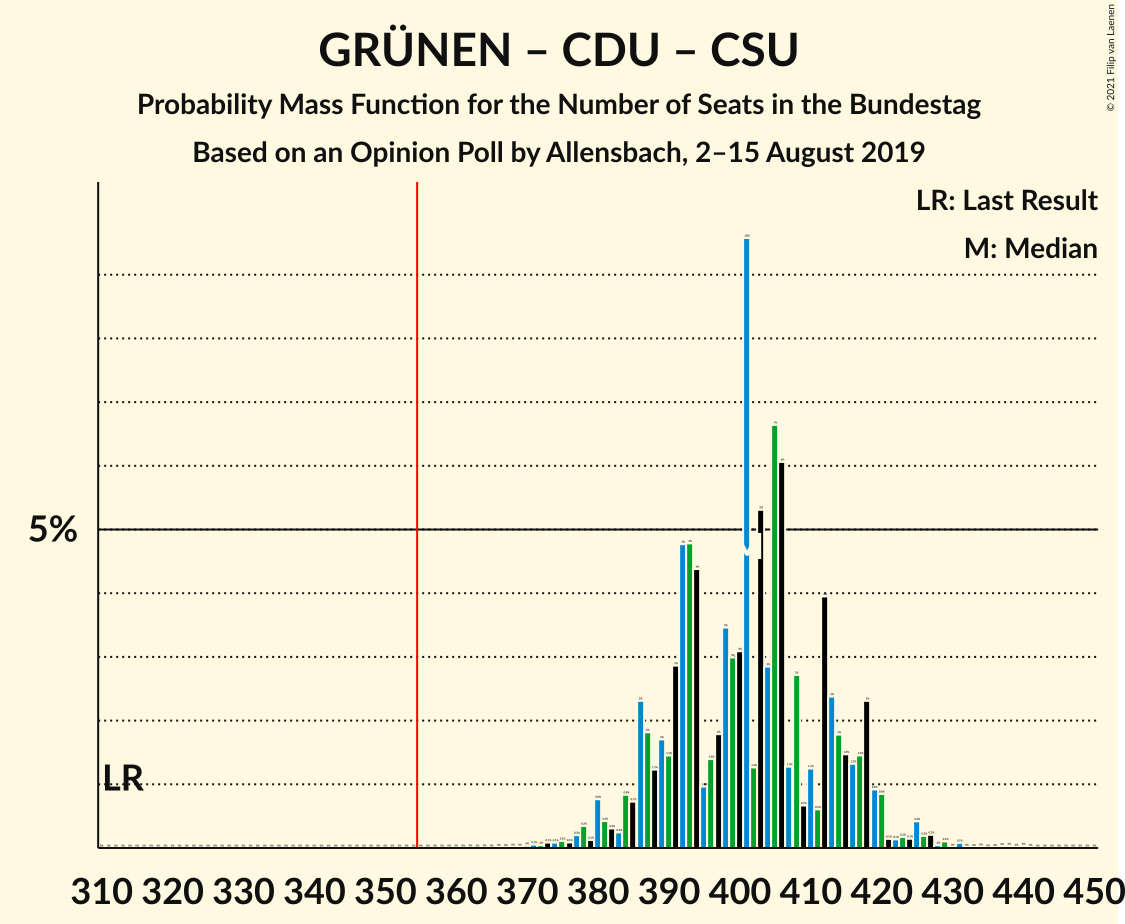 GRÜNEN – CDU – CSU
Probability Mass Function for the Number of Seats in the Bundestag
Based on an Opinion Poll by Allensbach, 2–15 August 2019
© 2021 Filip van Laenen
LR: Last Result
M: Median
5%
LR
310 320 330 340 350 360 370 380 390 400 410 420 430 440 450